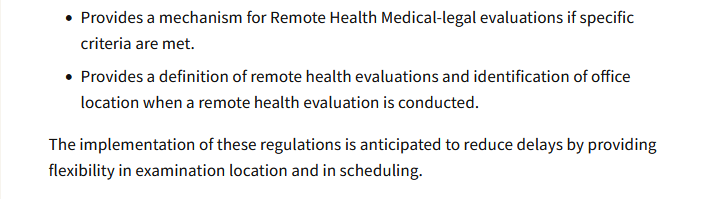 • Provides a mechanism for Remote Health Medical-legal evaluations if specific
criteria are met.
• Provides a definition of remote health evaluations and identification of office
location when a remote health evaluation is conducted.
The implementation of these regulations is anticipated to reduce delays by providing
flexibility in examination location and in scheduling.